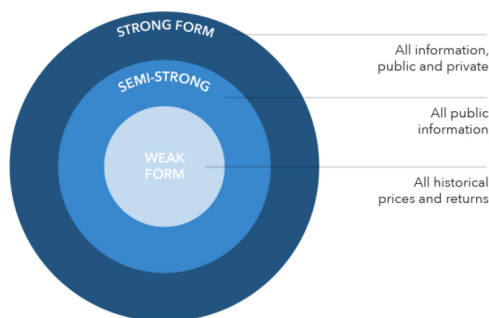 STRONG FORM
All information,
public and private
SEMI-STRONG
All public
information
WEAK
FORM
All historical
prices and returns